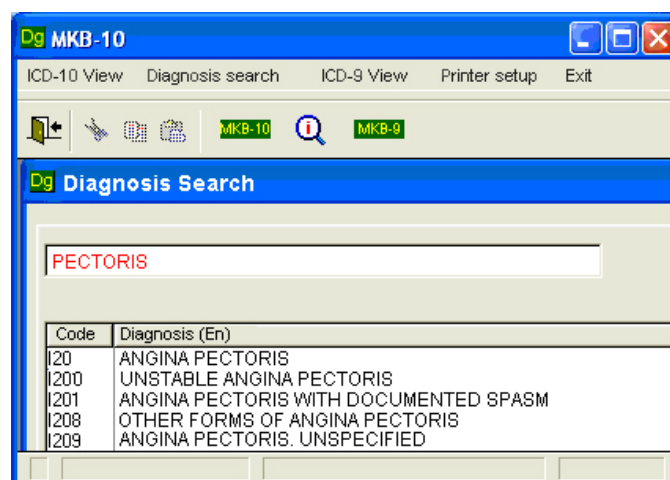 Dg MKB-10
ICD-10 View Diagnosis search ICD-9 View Printer setup Exit
MKB-10 i MKB-9
Dg Diagnosis Search
PECTORIS
Code Diagnosis (En)
I20 ANGINA PECTORIS
I200 UNSTABLE ANGINA PECTORIS
I201 ANGINA PECTORIS WITH DOCUMENTED SPASM
I208 OTHER FORMS OF ANGINA PECTORIS
I209 ANGINA PECTORIS. UNSPECIFIED